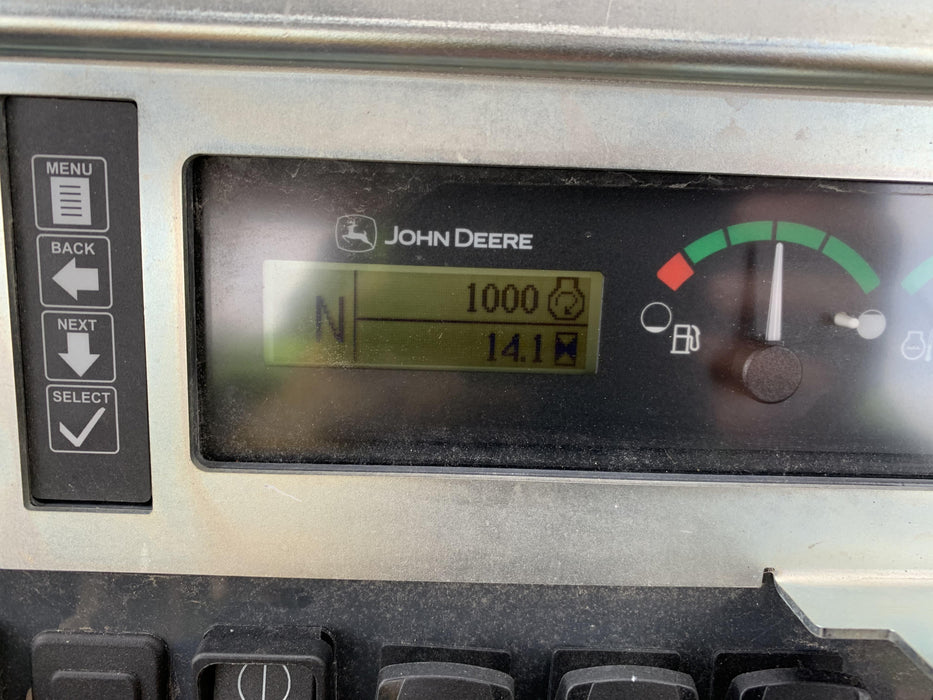 MENU
BACK
NEXT
SELECT
JOHN DEERE
N
1000
14.1